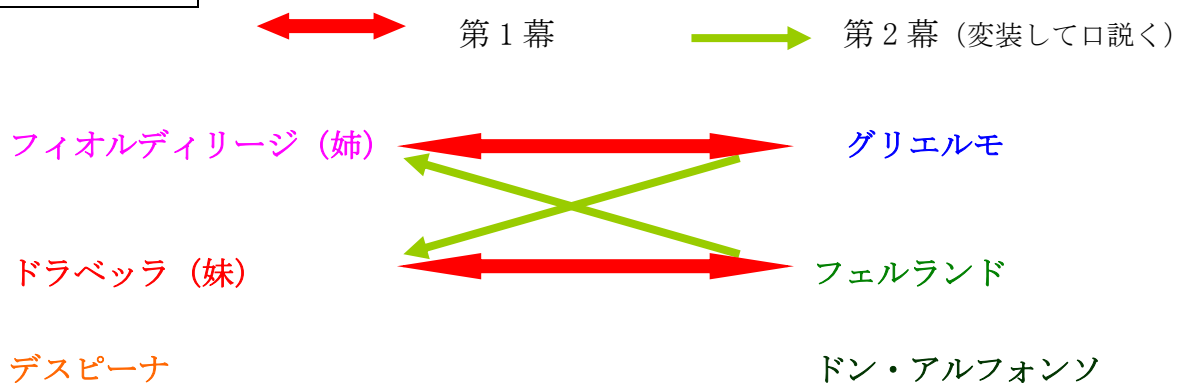 第１幕 第２幕（変装して口説く）
フィオルディリージ（姉） グリエルモ
ドラベッラ（妹） フェルランド
デスピーナ ドン・アルフォンソ